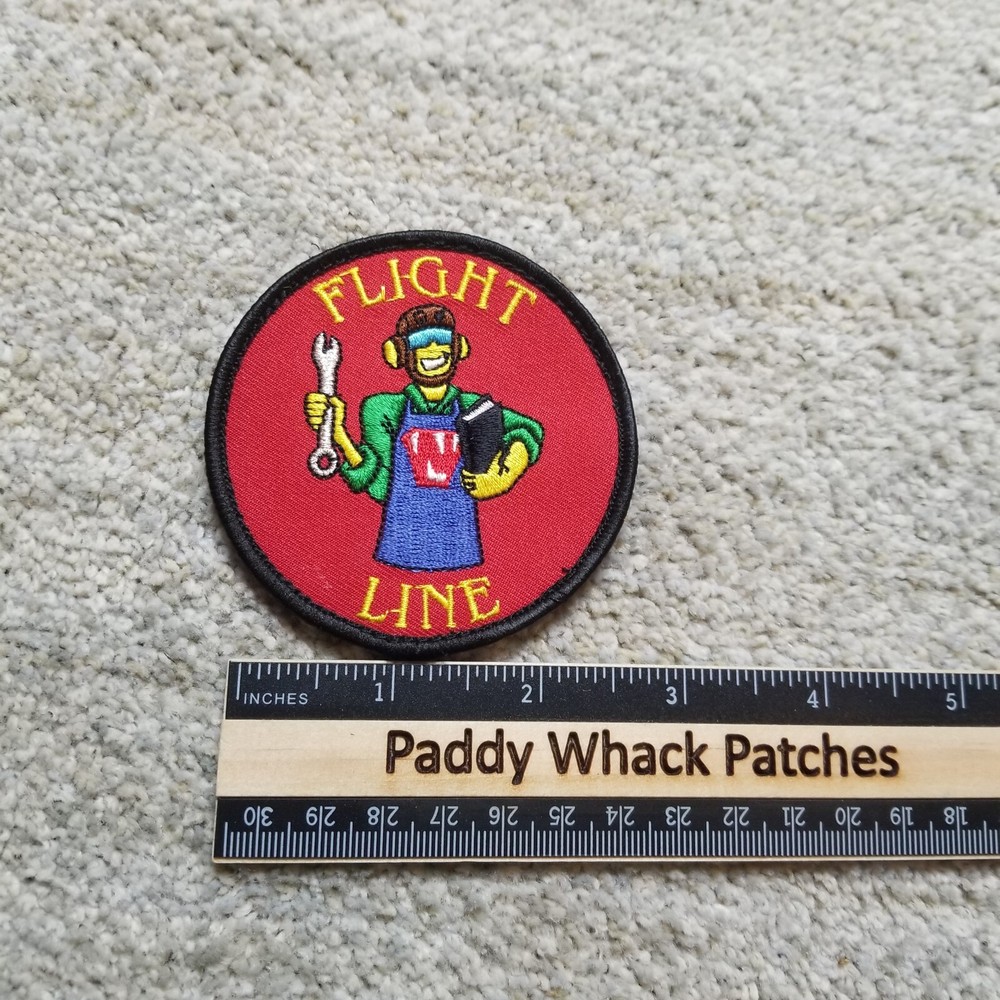 FLIGHT
LINE
INCHES 1 2 3 4 5
Paddy Whack Patches
30 29 28 27 26 25 24 23 22 21 20 19 18